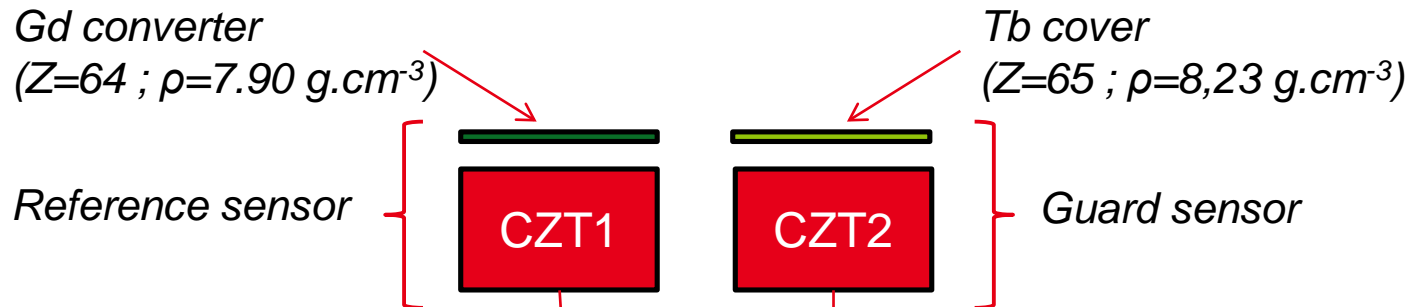 Gd converter
(Z=64 ; ρ=7.90 g.cm⁻³)
Tb cover
(Z=65 ; ρ=8,23 g.cm⁻³)
Reference sensor
CZT1
CZT2
Guard sensor